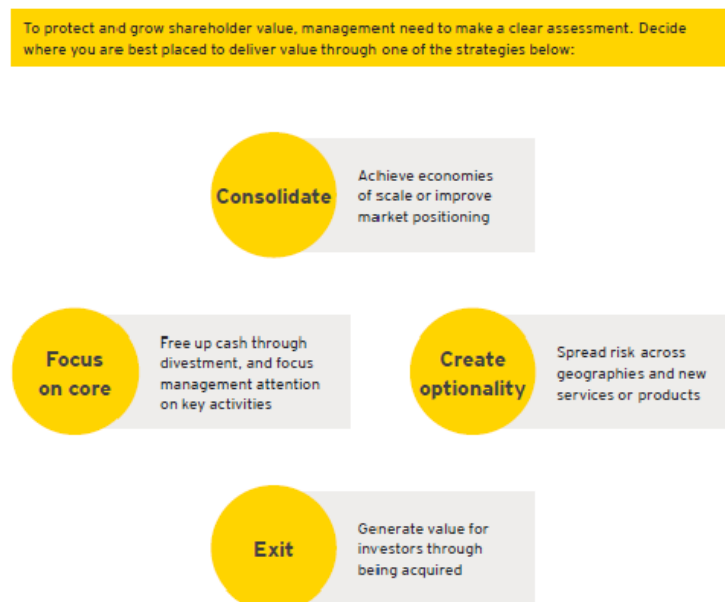 To protect and grow shareholder value, management need to make a clear assessment. Decide
where you are best placed to deliver value through one of the strategies below:
Consolidate
Achieve economies
of scale or improve
market positioning
Focus
on core
Free up cash through
divestment, and focus
management attention
on key activities
Create
optionality
Spread risk across
geographies and new
services or products
Exit
Generate value for
investors through
being acquired